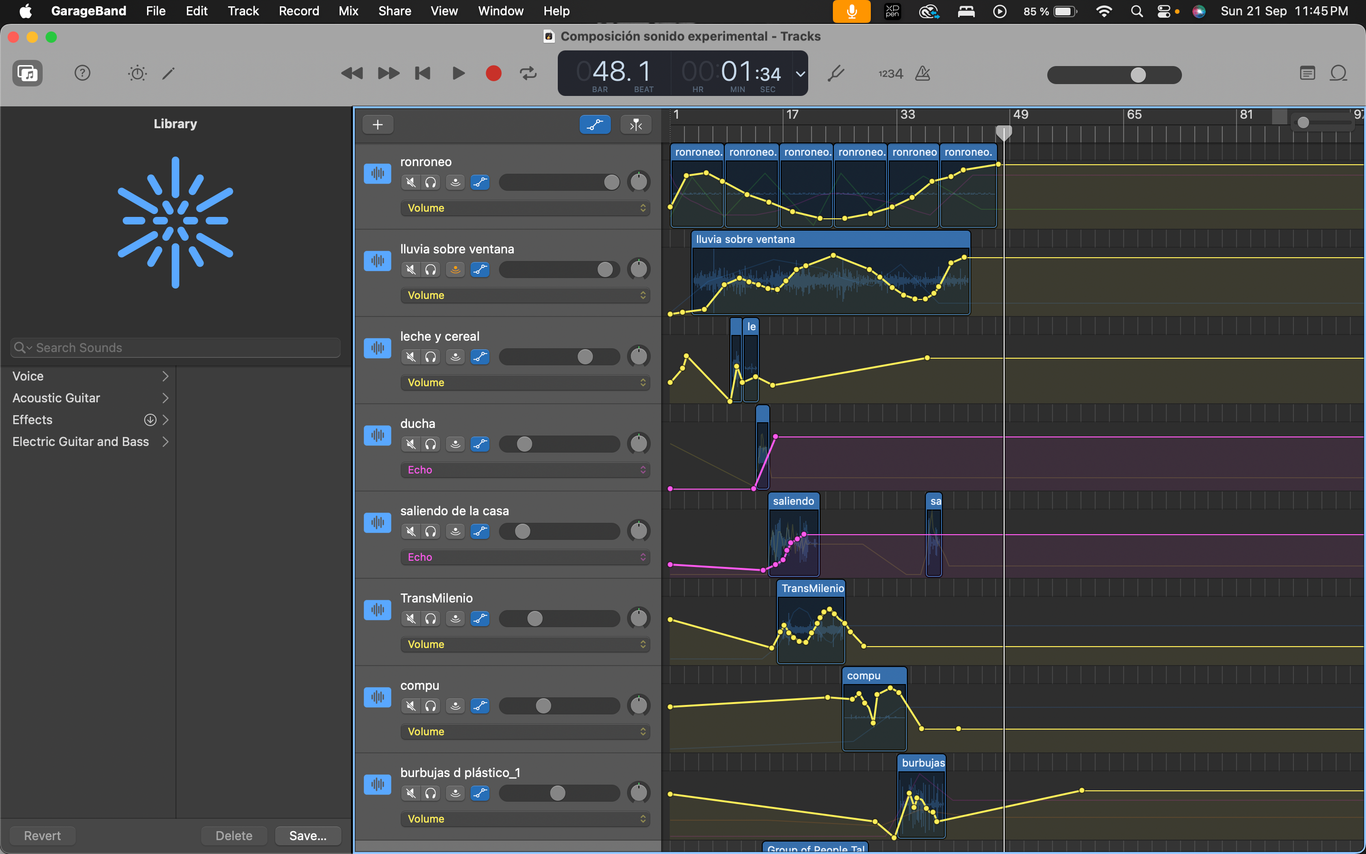 GarageBand File Edit Track Record Mix Share View Window Help XD pen 85 % Sun 21 Sep 11:45 PM
Composición sonido experimental - Tracks
048. 1 00:01:34 1234
BAR BEAT HR MIN SEC
Library
1 17 33 49 65 81 97
ronroneo
ronroneo. ronroneo. ronroneo. ronroneo. ronroneo ronroneo.
Volume
lluvia sobre ventana
lluvia sobre ventana
Volume
leche y cereal
le
Volume
Search Sounds
Voice
Acoustic Guitar
Effects
Electric Guitar and Bass
ducha
Echo
saliendo de la casa
saliendo sa
Echo
TransMilenio
TransMilenio
Volume
compu
compu
Volume
burbujas d plástico_1
burbujas
Volume
Group of People Tal
Revert Delete Save...